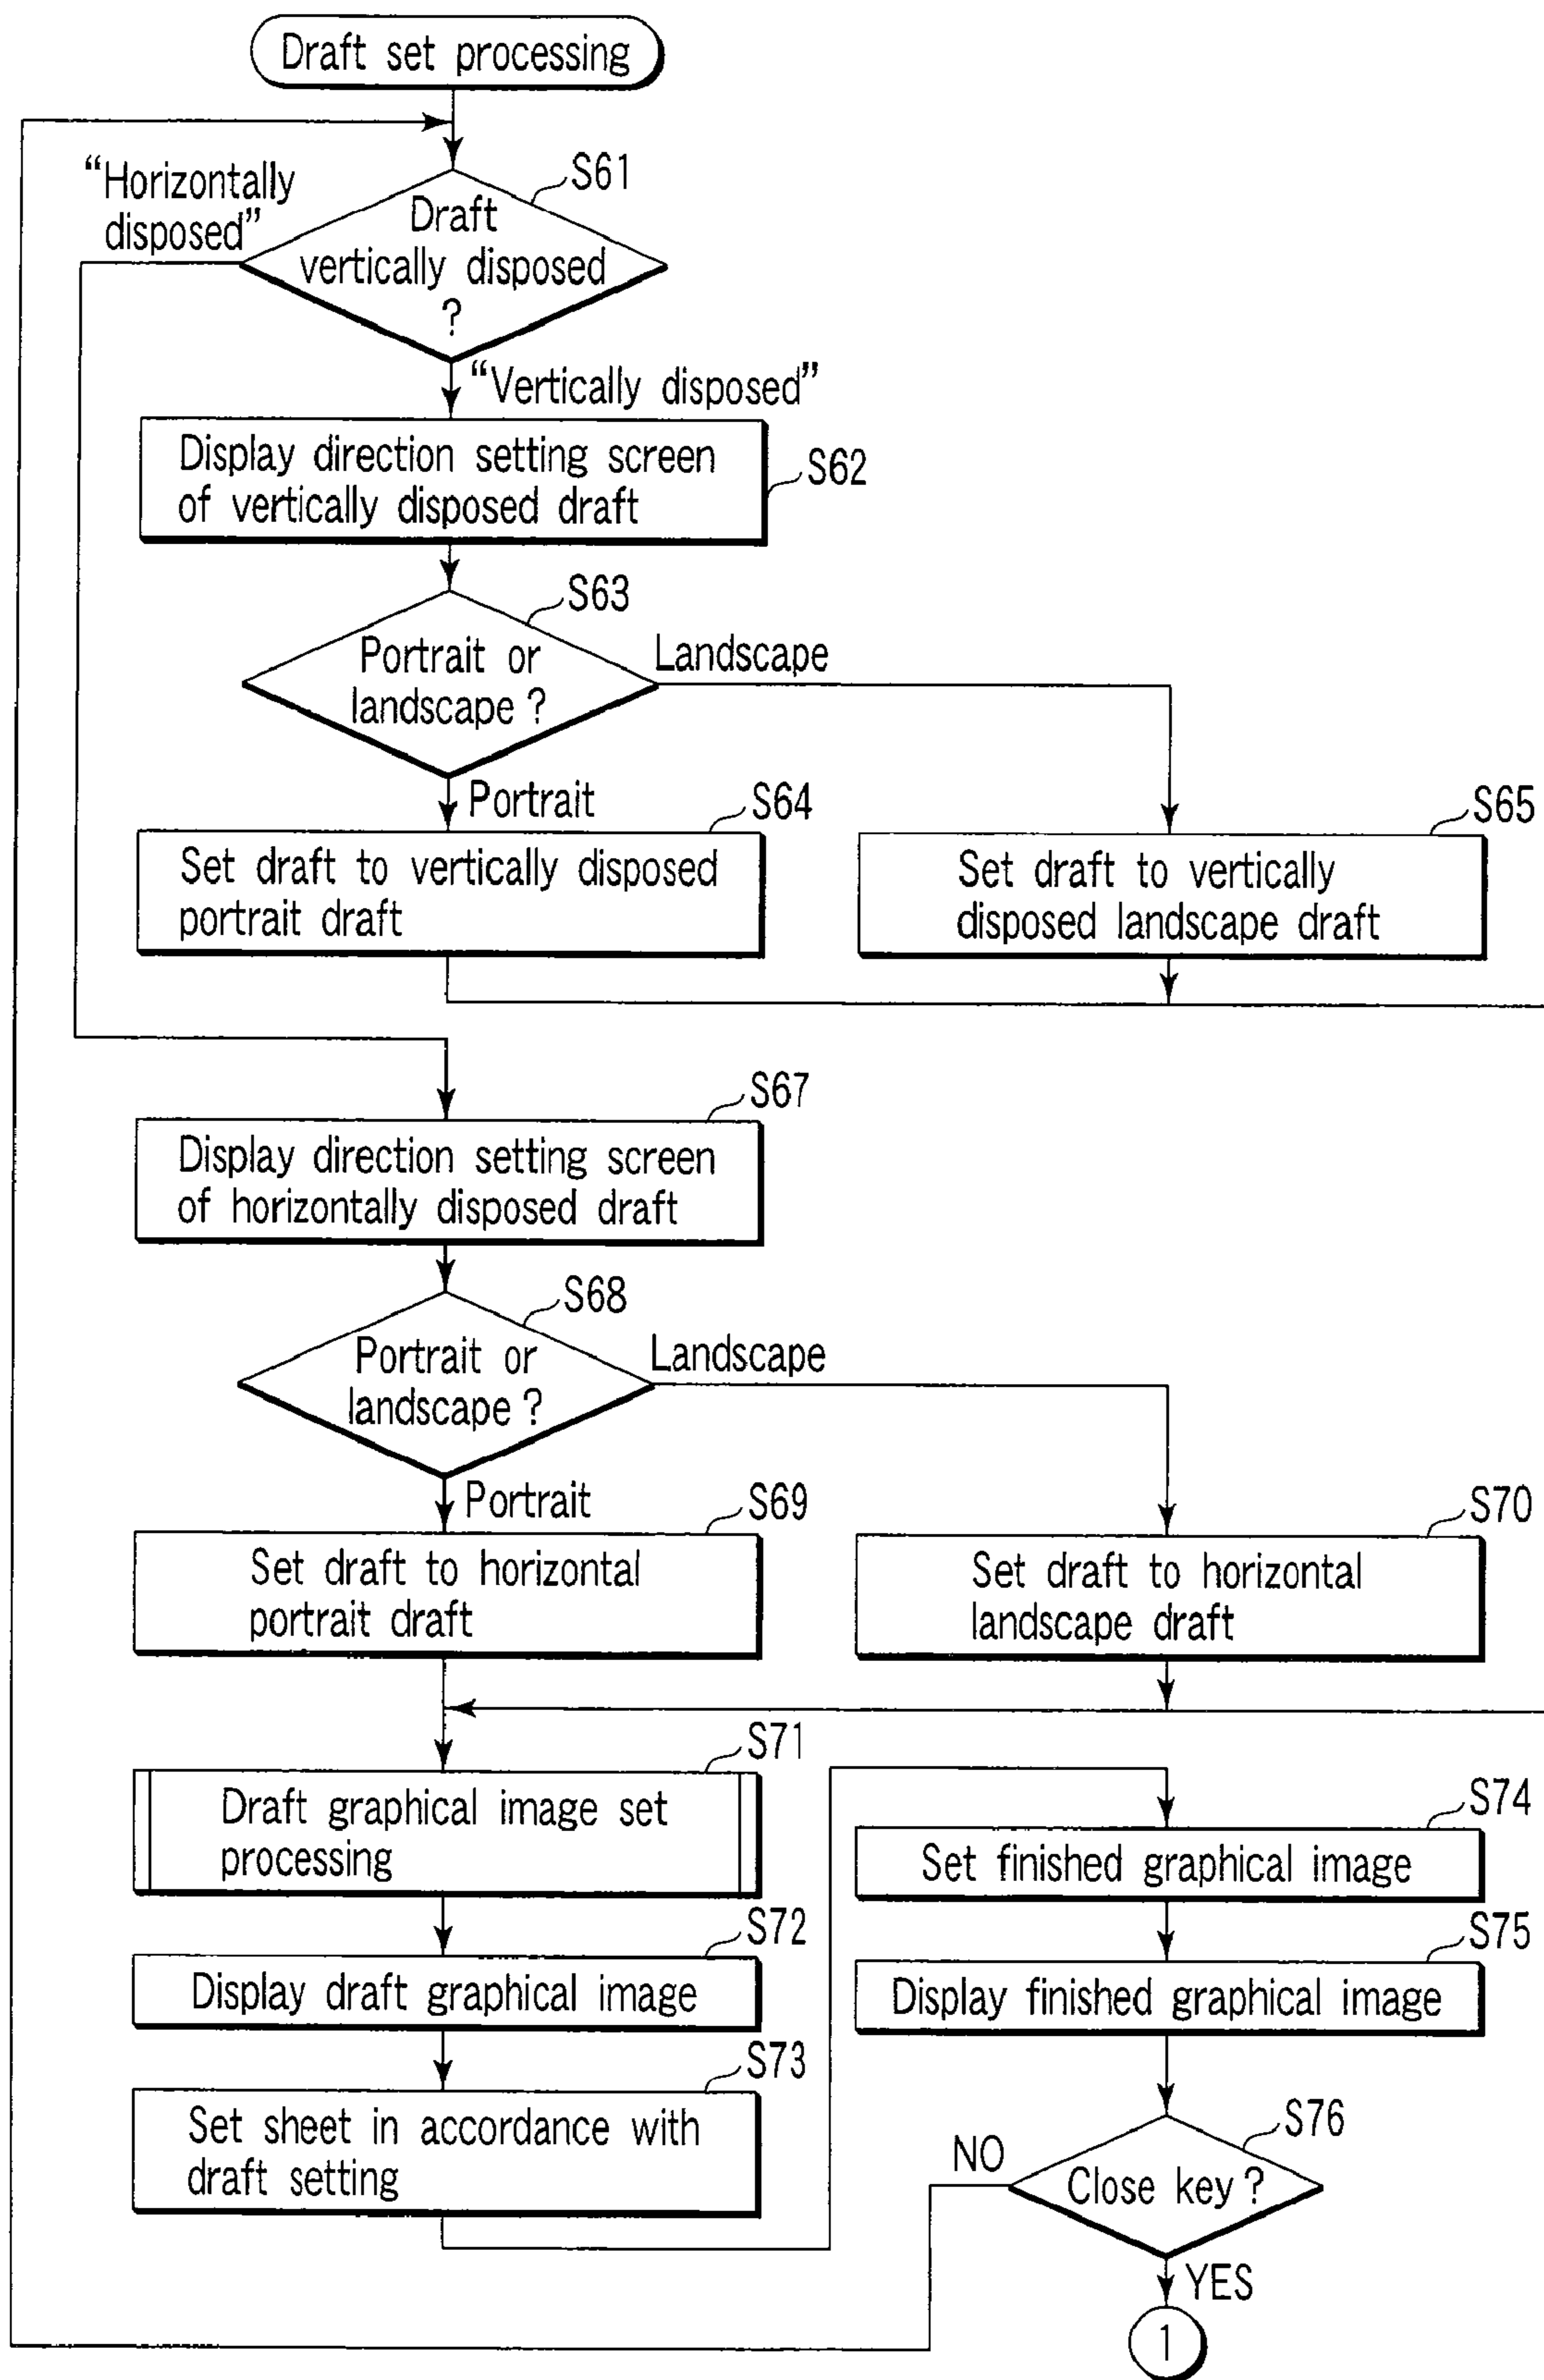 Draft set processing
“Horizontally
disposed”
S61
Draft
vertically disposed
?
“Vertically disposed”
Display direction setting screen
of vertically disposed draft
S62
S63
Portrait or
landscape ?
Landscape
Portrait
S64
S65
Set draft to vertically disposed
portrait draft
Set draft to vertically
disposed landscape draft
S67
Display direction setting screen
of horizontally disposed draft
S68
Portrait or
landscape ?
Landscape
Portrait
S69
S70
Set draft to horizontal
portrait draft
Set draft to horizontal
landscape draft
S71
Draft graphical image set
processing
S72
Display draft graphical image
S73
Set sheet in accordance with
draft setting
S74
Set finished graphical image
S75
Display finished graphical image
S76
Close key ?
NO
YES
1